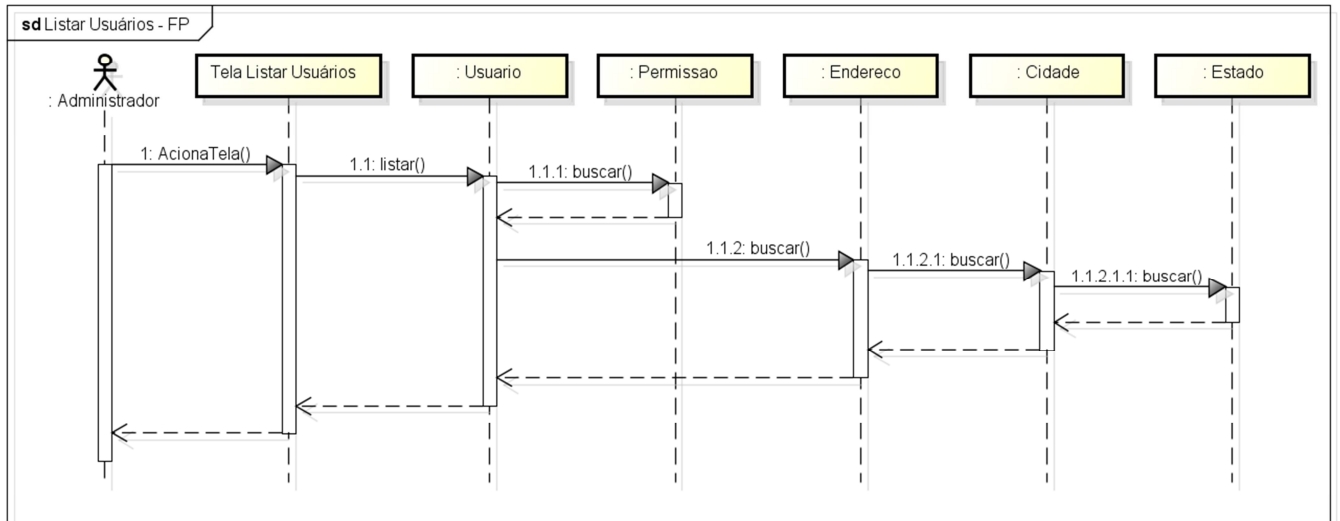 sd Listar Usuários - FP
: Administrador
Tela Listar Usuários
: Usuario
: Permissao
: Endereco
: Cidade
: Estado
1: AcionaTela()
1.1: listar()
1.1.1: buscar()
1.1.2: buscar()
1.1.2.1: buscar()
1.1.2.1.1: buscar()